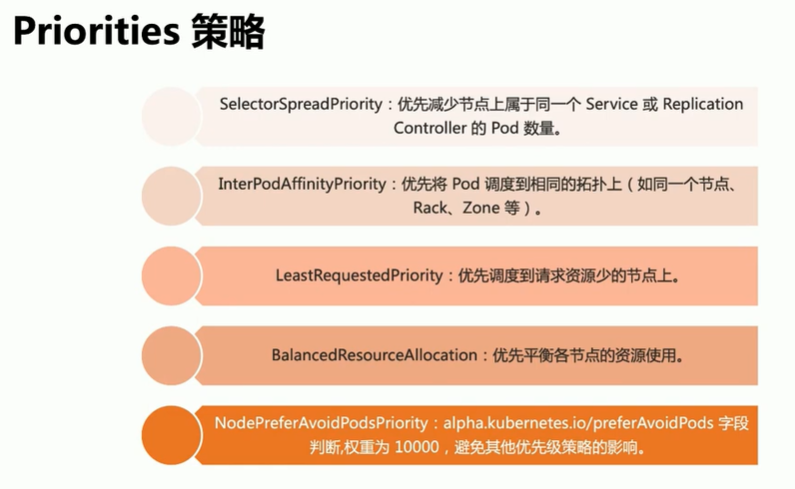 Priorities 策略
SelectorSpreadPriority：优先减少节点上属于同一个 Service 或 Replication
Controller 的 Pod 数量。
InterPodAffinityPriority：优先将 Pod 调度到相同的拓扑上（如同一个节点、
Rack、Zone 等）。
LeastRequestedPriority：优先调度到请求资源少的节点上。
BalancedResourceAllocation：优先平衡各节点的资源使用。
NodePreferAvoidPodsPriority：alpha.kubernetes.io/preferAvoidPods 字段
判断,权重为 10000，避免其他优先级策略的影响。